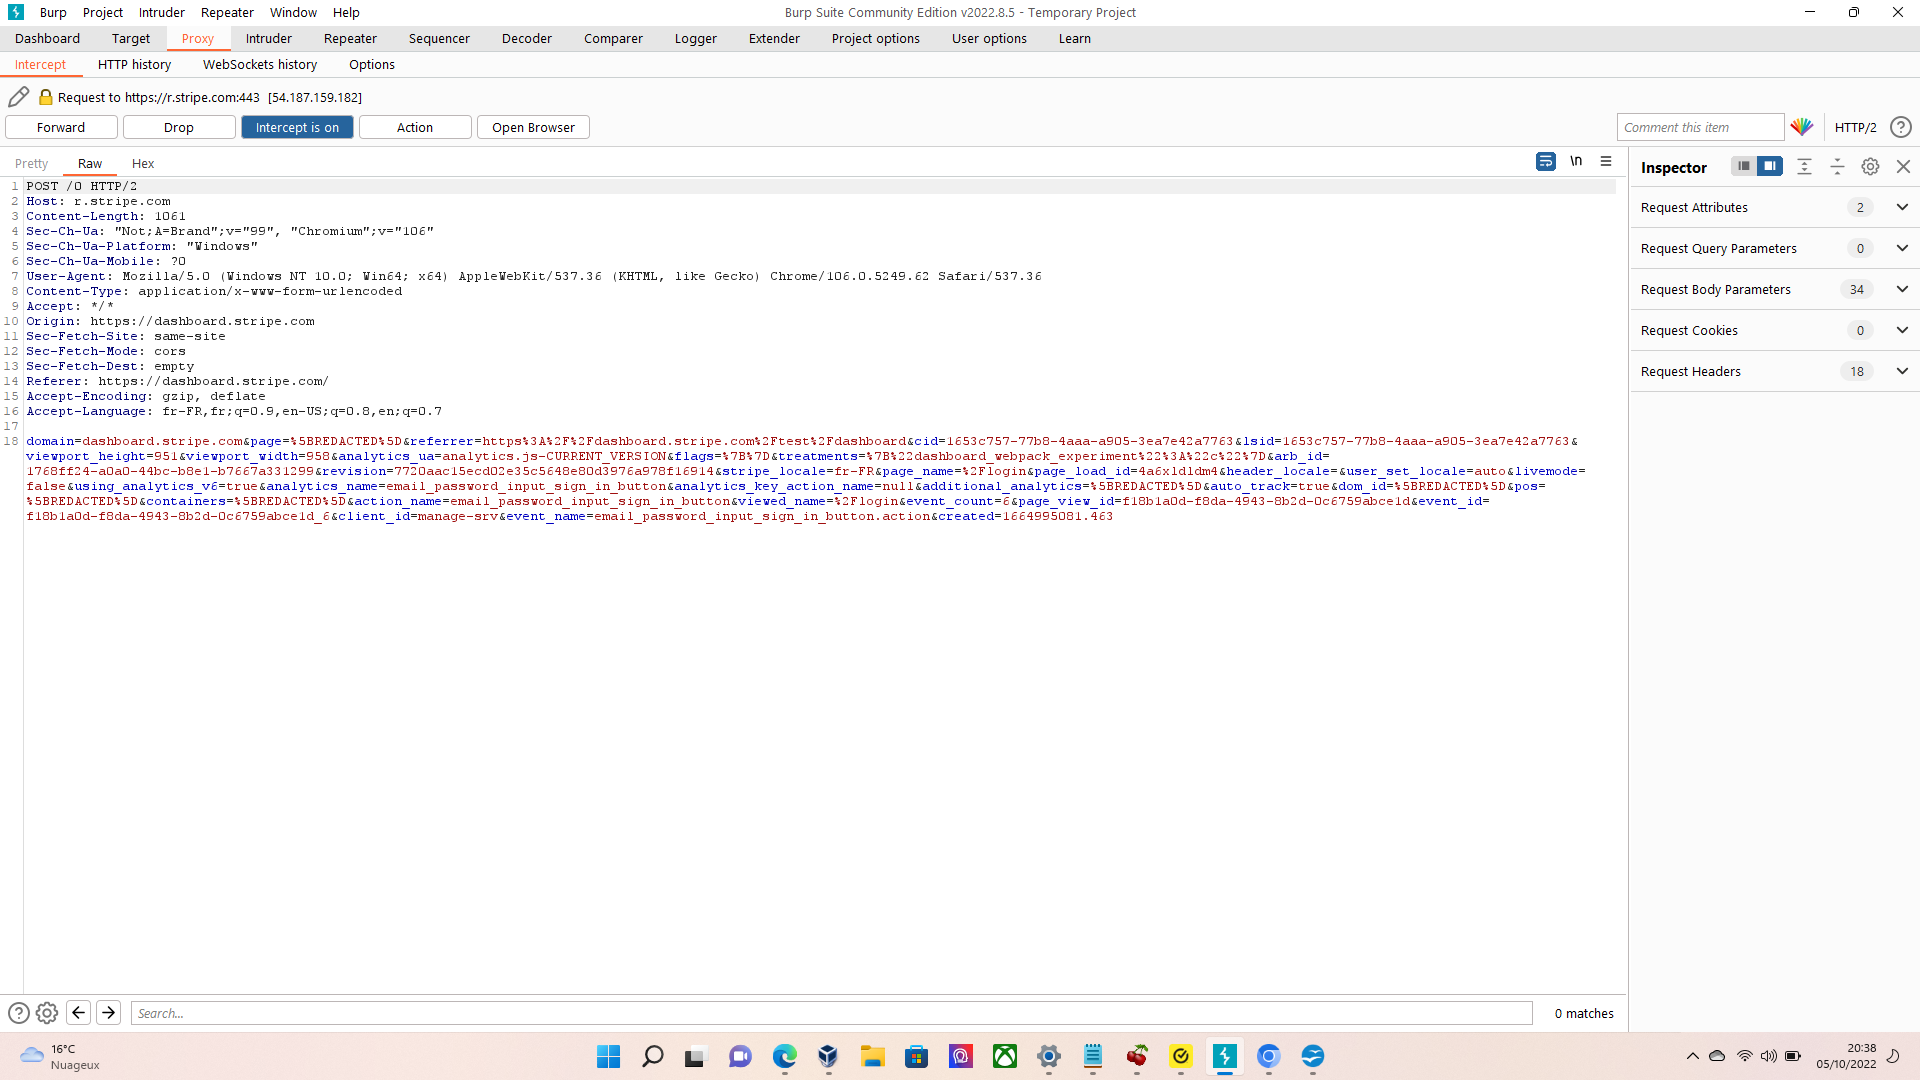 Burp Project Intruder Repeater Window Help
Burp Suite Community Edition v2022.8.5 - Temporary Project
Dashboard Target Proxy Intruder Repeater Sequencer Decoder Comparer Logger Extender Project options User options Learn
Intercept HTTP history WebSockets history Options
Request to https://r.stripe.com:443 [54.187.159.182]
Forward Drop Intercept is on Action Open Browser
Comment this item HTTP/2
Pretty Raw Hex
\n
1 POST /0 HTTP/2
2 Host: r.stripe.com
3 Content-Length: 1061
4 Sec-Ch-Ua: "Not;A=Brand";v="99", "Chromium";v="106"
5 Sec-Ch-Ua-Platform: "Windows"
6 Sec-Ch-Ua-Mobile: ?0
7 User-Agent: Mozilla/5.0 (Windows NT 10.0; Win64; x64) AppleWebKit/537.36 (KHTML, like Gecko) Chrome/106.0.5249.62 Safari/537.36
8 Content-Type: application/x-www-form-urlencoded
9 Accept: */*
10 Origin: https://dashboard.stripe.com
11 Sec-Fetch-Site: same-site
12 Sec-Fetch-Mode: cors
13 Sec-Fetch-Dest: empty
14 Referer: https://dashboard.stripe.com/
15 Accept-Encoding: gzip, deflate
16 Accept-Language: fr-FR,fr;q=0.9,en-US;q=0.8,en;q=0.7
17
18 domain=dashboard.stripe.com&page=%5BREDACTED%5D&referrer=https%3A%2F%2Fdashboard.stripe.com%2Ftest%2Fdashboard&cid=1653c757-77b8-4aaa-a905-3ea7e42a7763&lsid=1653c757-77b8-4aaa-a905-3ea7e42a7763&
viewport_height=951&viewport_width=958&analytics_ua=analytics.js-CURRENT_VERSION&flags=%7B%7D&treatments=%7B%22dashboard_webpack_experiment%22%3A%22c%22%7D&arb_id=
1768ff24-a0a0-44bc-b8e1-b7667a331299&revision=7720aac15ecd02e35c5648e80d3976a978f16914&stripe_locale=fr-FR&page_name=%2Flogin&page_load_id=4a6xldldm4&header_locale=&user_set_locale=auto&livemode=
false&using_analytics_v6=true&analytics_name=email_password_input_sign_in_button&analytics_key_action_name=null&additional_analytics=%5BREDACTED%5D&auto_track=true&dom_id=%5BREDACTED%5D&pos=
%5BREDACTED%5D&containers=%5BREDACTED%5D&action_name=email_password_input_sign_in_button&viewed_name=%2Flogin&event_count=6&page_view_id=f18b1a0d-f8da-4943-8b2d-0c6759abce1d&event_id=
f18b1a0d-f8da-4943-8b2d-0c6759abce1d_6&client_id=manage-srv&event_name=email_password_input_sign_in_button.action&created=1664995081.463
Inspector
Request Attributes 2
Request Query Parameters 0
Request Body Parameters 34
Request Cookies 0
Request Headers 18
Search... 0 matches
16°C
Nuageux
20:38
05/10/2022